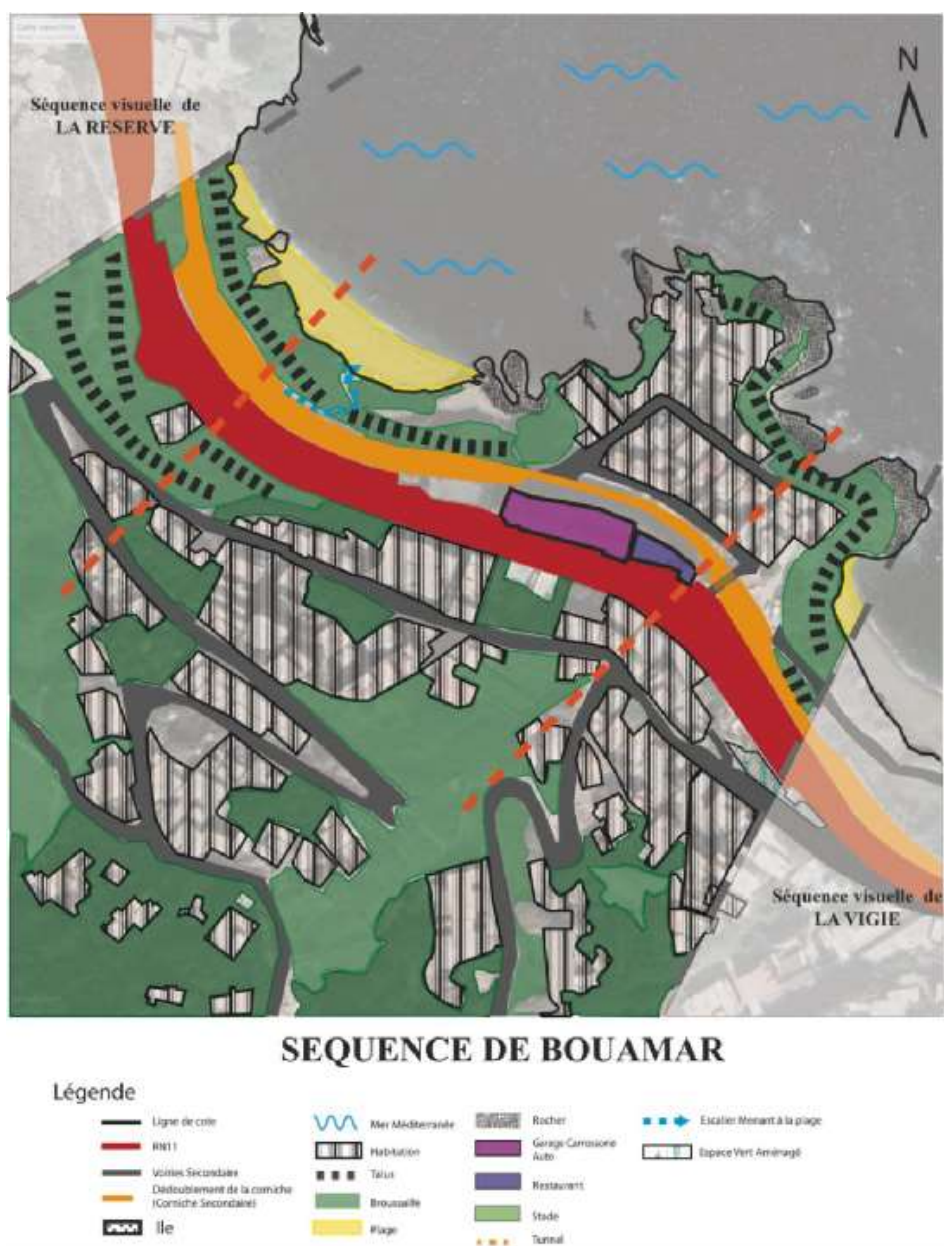 Séquence visuelle de
LA RESERVE
N
Séquence visuelle de
LA VIGIE
SEQUENCE DE BOUAMAR
Légende
Ligne de cote
RN11
Voiries Secondaire
Dédoublement de la corniche
(Corniche Secondaire)
Ile
Mer Méditerranée
Habitation
Talus
Broussaille
Plage
Rocher
Garage Carrosserie
Auto
Restaurant
Stade
Tunnel
Escalier Menant à la plage
Espace Vert Aménagé